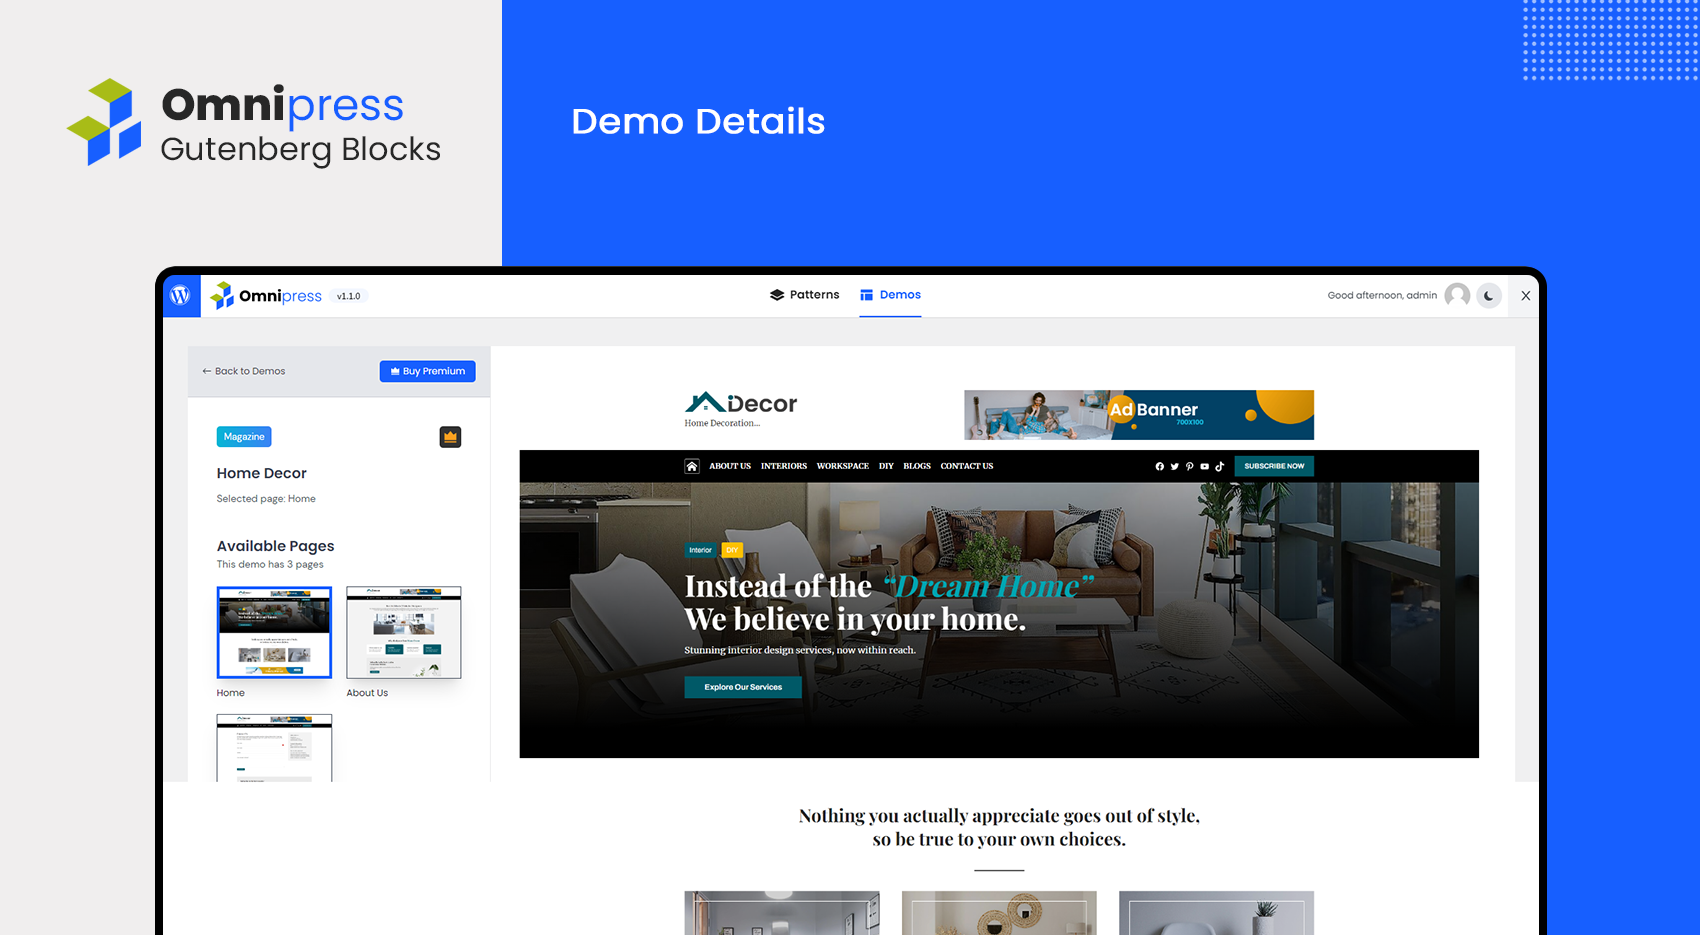 Omnipress
Gutenberg Blocks
Demo Details
Omnipress v1.1.0
Patterns
Demos
Good afternoon, admin
X
← Back to Demos
Buy Premium
Magazine
Home Decor
Selected page: Home
Available Pages
This demo has 3 pages
Home
About Us
iDecor
Home Decoration...
Ad Banner
700X100
ABOUT US INTERIORS WORKSPACE DIY BLOGS CONTACT US
SUBSCRIBE NOW
Interior DIY
Instead of the “Dream Home”
We believe in your home.
Stunning interior design services, now within reach.
Explore Our Services
Nothing you actually appreciate goes out of style,
so be true to your own choices.